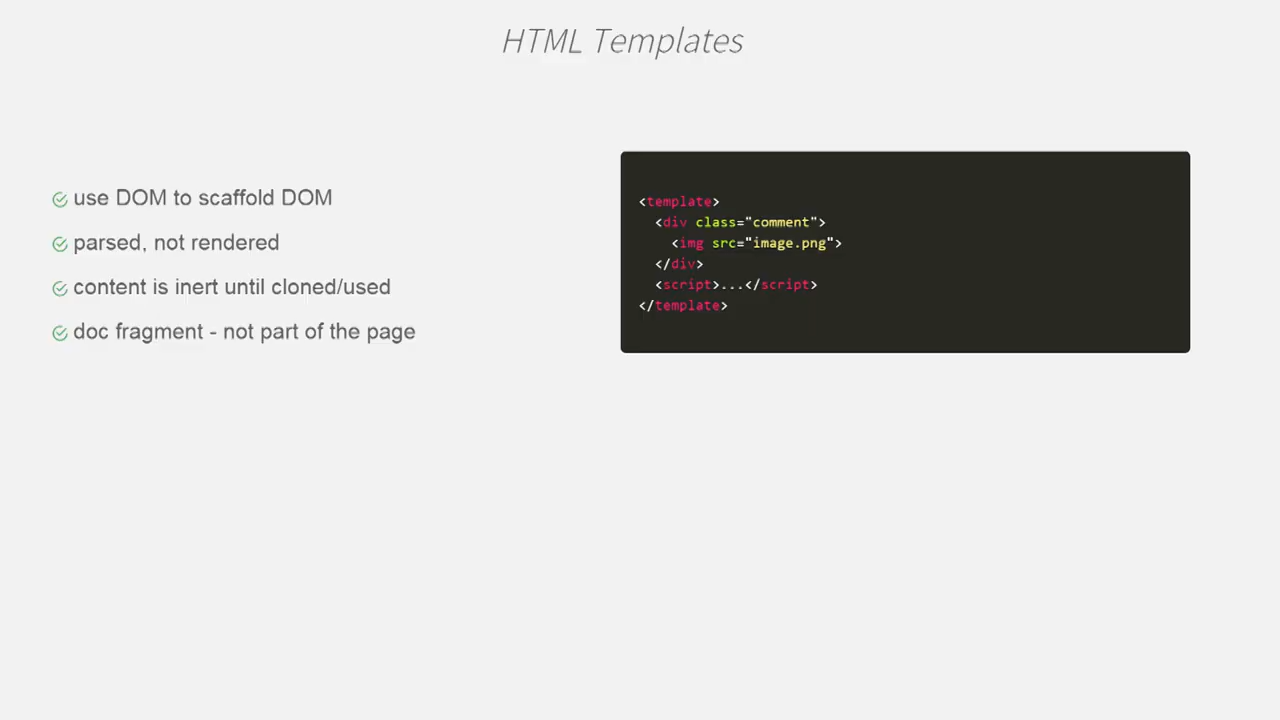 HTML Templates
use DOM to scaffold DOM
parsed, not rendered
content is inert until cloned/used
doc fragment - not part of the page
<template>
  <div class="comment">
    <img src="image.png">
  </div>
  <script>...</script>
</template>